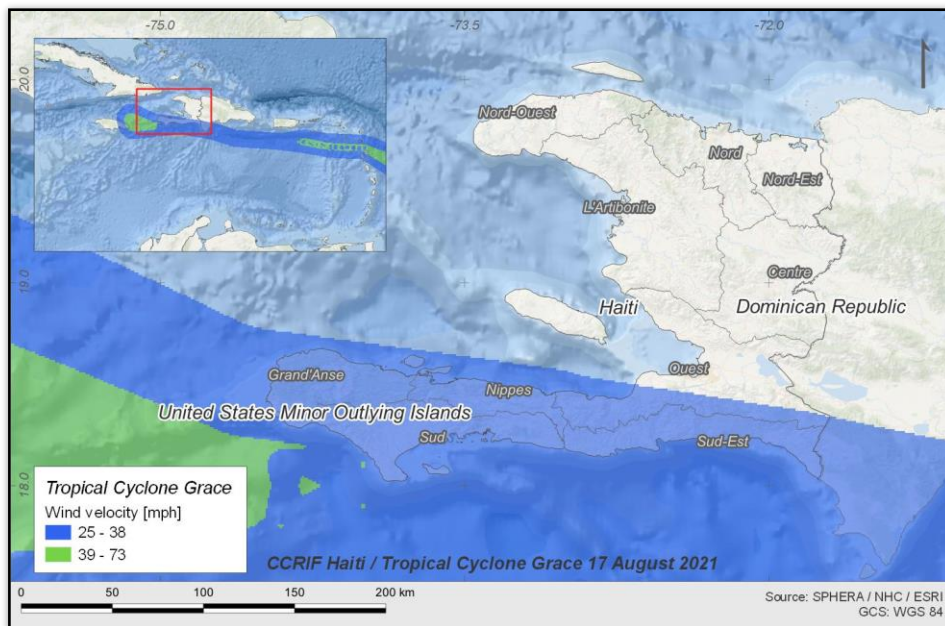 -75.0
-73.5
-72.0
20.0
Nord-Ouest
Nord
Nord-Est
L'Artibonite
19.0
Centre
Haiti
Dominican Republic
Ouest
Grand'Anse
Nippes
United States Minor Outlying Islands
Sud
Sud-Est
18.0
Tropical Cyclone Grace
Wind velocity [mph]
25 - 38
39 - 73
CCRIF Haiti / Tropical Cyclone Grace 17 August 2021
0 50 100 200 km
Source: SPHERA / NHC / ESRI
GCS: WGS 84